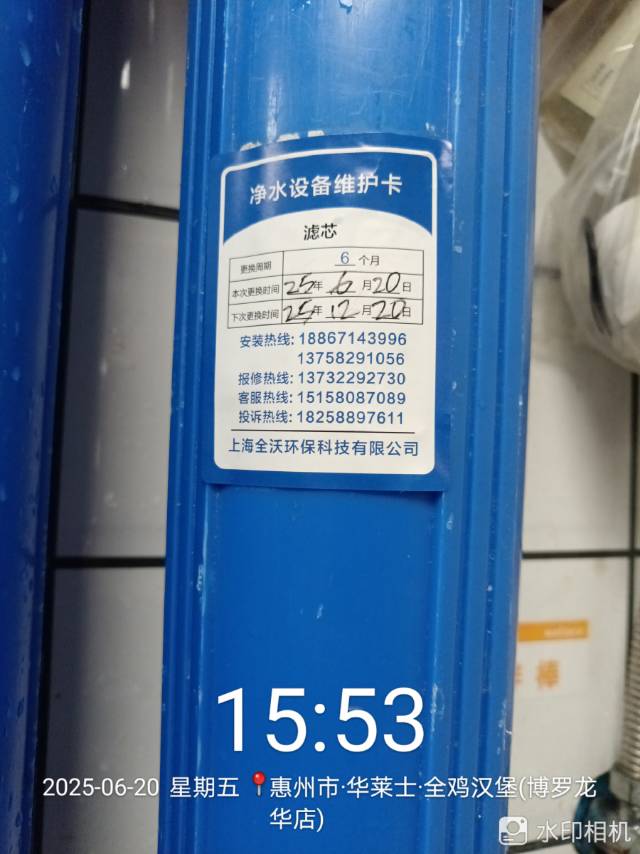 净水设备维护卡
滤芯
更换周期 6 个月
本次更换时间 25年 6月 20日
下次更换时间 25年 12月 20日
安装热线: 18867143996
13758291056
报修热线: 13732292730
客服热线: 15158087089
投诉热线: 18258897611
上海全沃环保科技有限公司
棒
15:53
2025-06-20 星期五 惠州市·华莱士·全鸡汉堡(博罗龙
华店)
水印相机